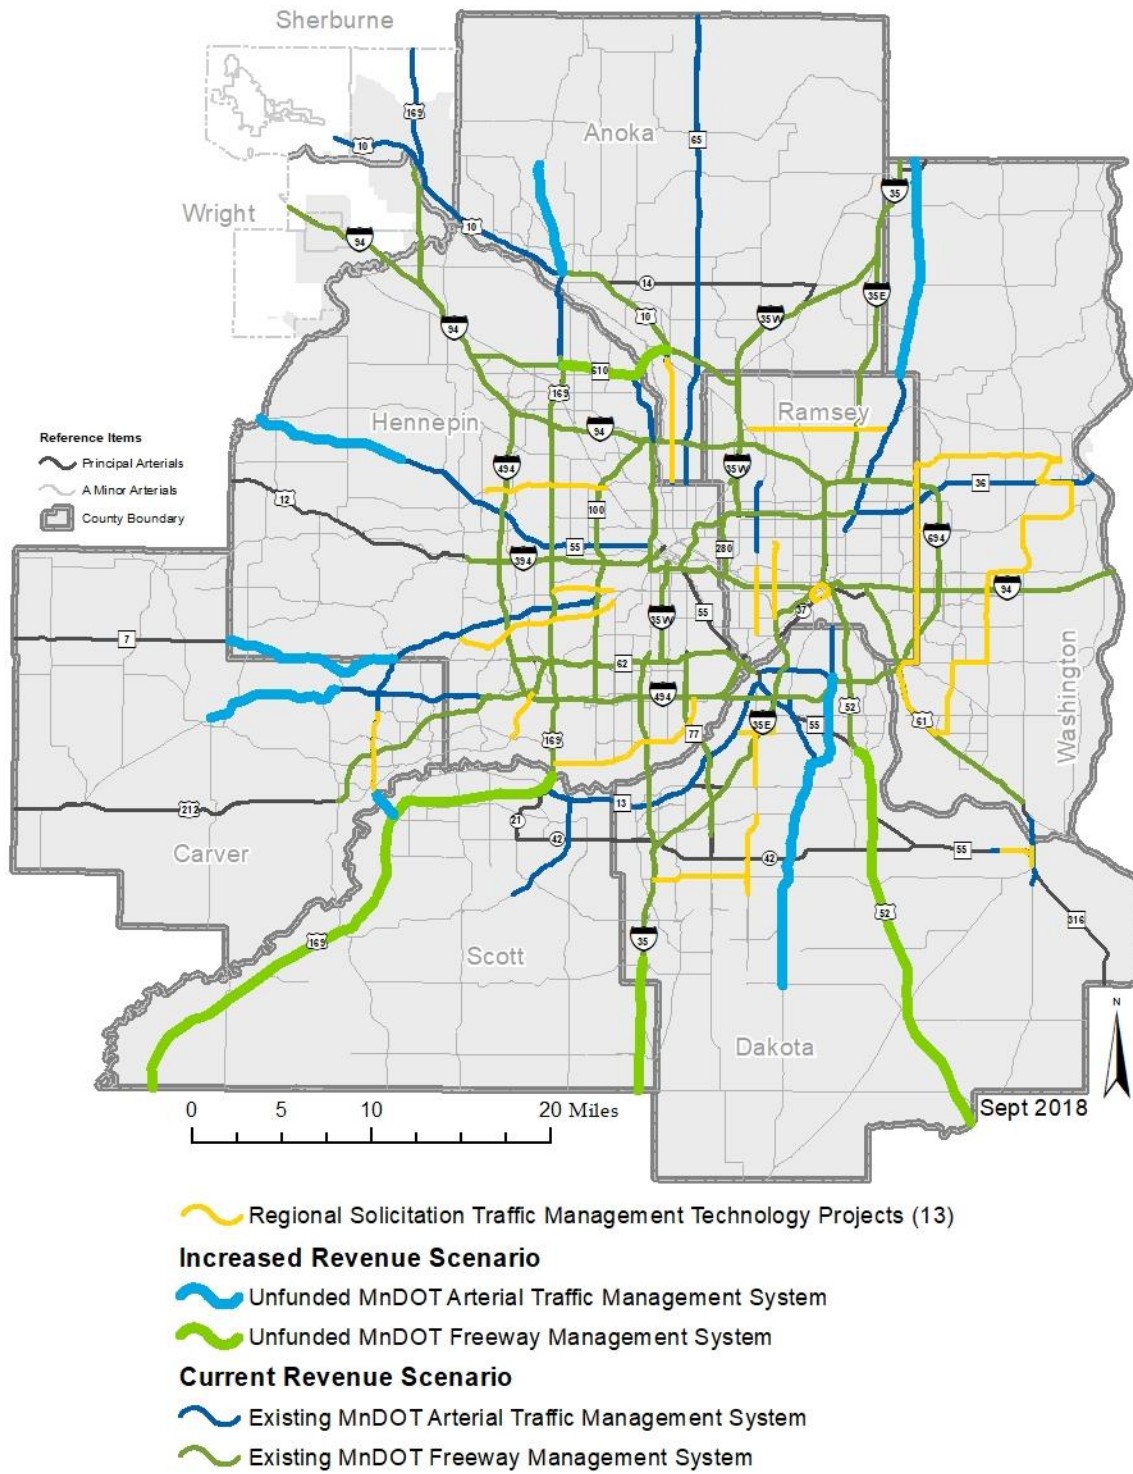 Sherburne
169
10
Anoka
65
35
Wright
94
10
14
35E
10
35W
94
610
169
Ramsey
Hennepin
94
Reference Items
Principal Arterials
A Minor Arterials
County Boundary
494
35W
12
36
100
694
55
280
394
94
37
55
35W
7
62
494
52
Washington
55
61
77
35E
169
212
13
21
42
Carver
42
55
52
316
169
35
Scott
N
Dakota
Sept 2018
0 5 10 20 Miles
Regional Solicitation Traffic Management Technology Projects (13)
Increased Revenue Scenario
Unfunded MnDOT Arterial Traffic Management System
Unfunded MnDOT Freeway Management System
Current Revenue Scenario
Existing MnDOT Arterial Traffic Management System
Existing MnDOT Freeway Management System